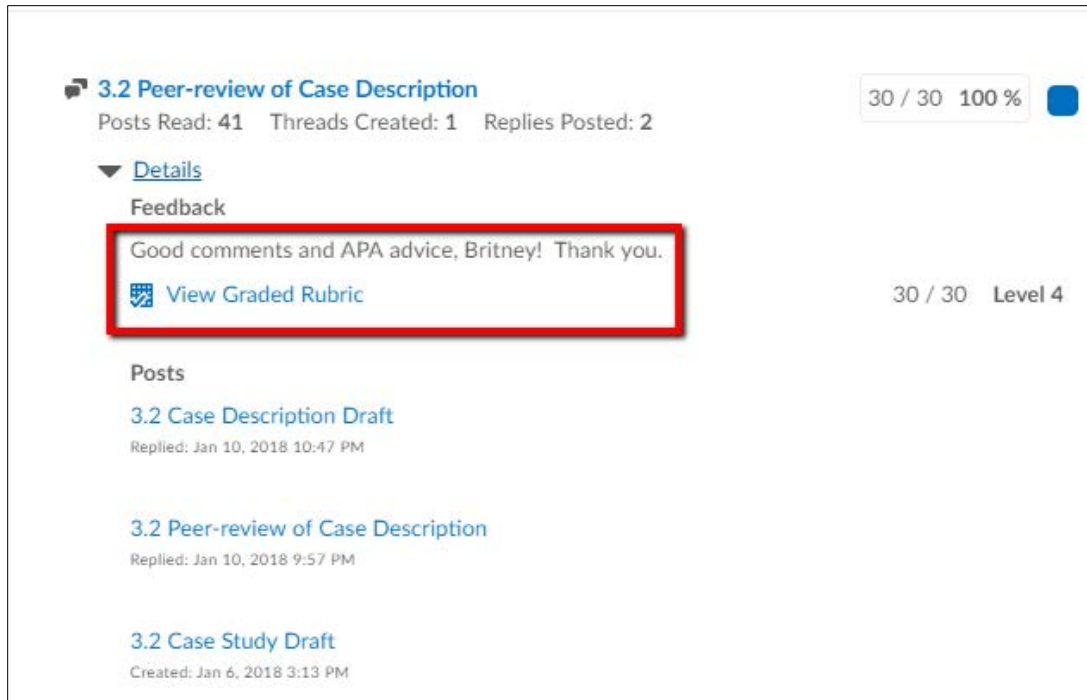 3.2 Peer-review of Case Description
30 / 30 100 %
Posts Read: 41 Threads Created: 1 Replies Posted: 2
Details
Feedback
Good comments and APA advice, Britney! Thank you.
View Graded Rubric
30 / 30 Level 4
Posts
3.2 Case Description Draft
Replied: Jan 10, 2018 10:47 PM
3.2 Peer-review of Case Description
Replied: Jan 10, 2018 9:57 PM
3.2 Case Study Draft
Created: Jan 6, 2018 3:13 PM